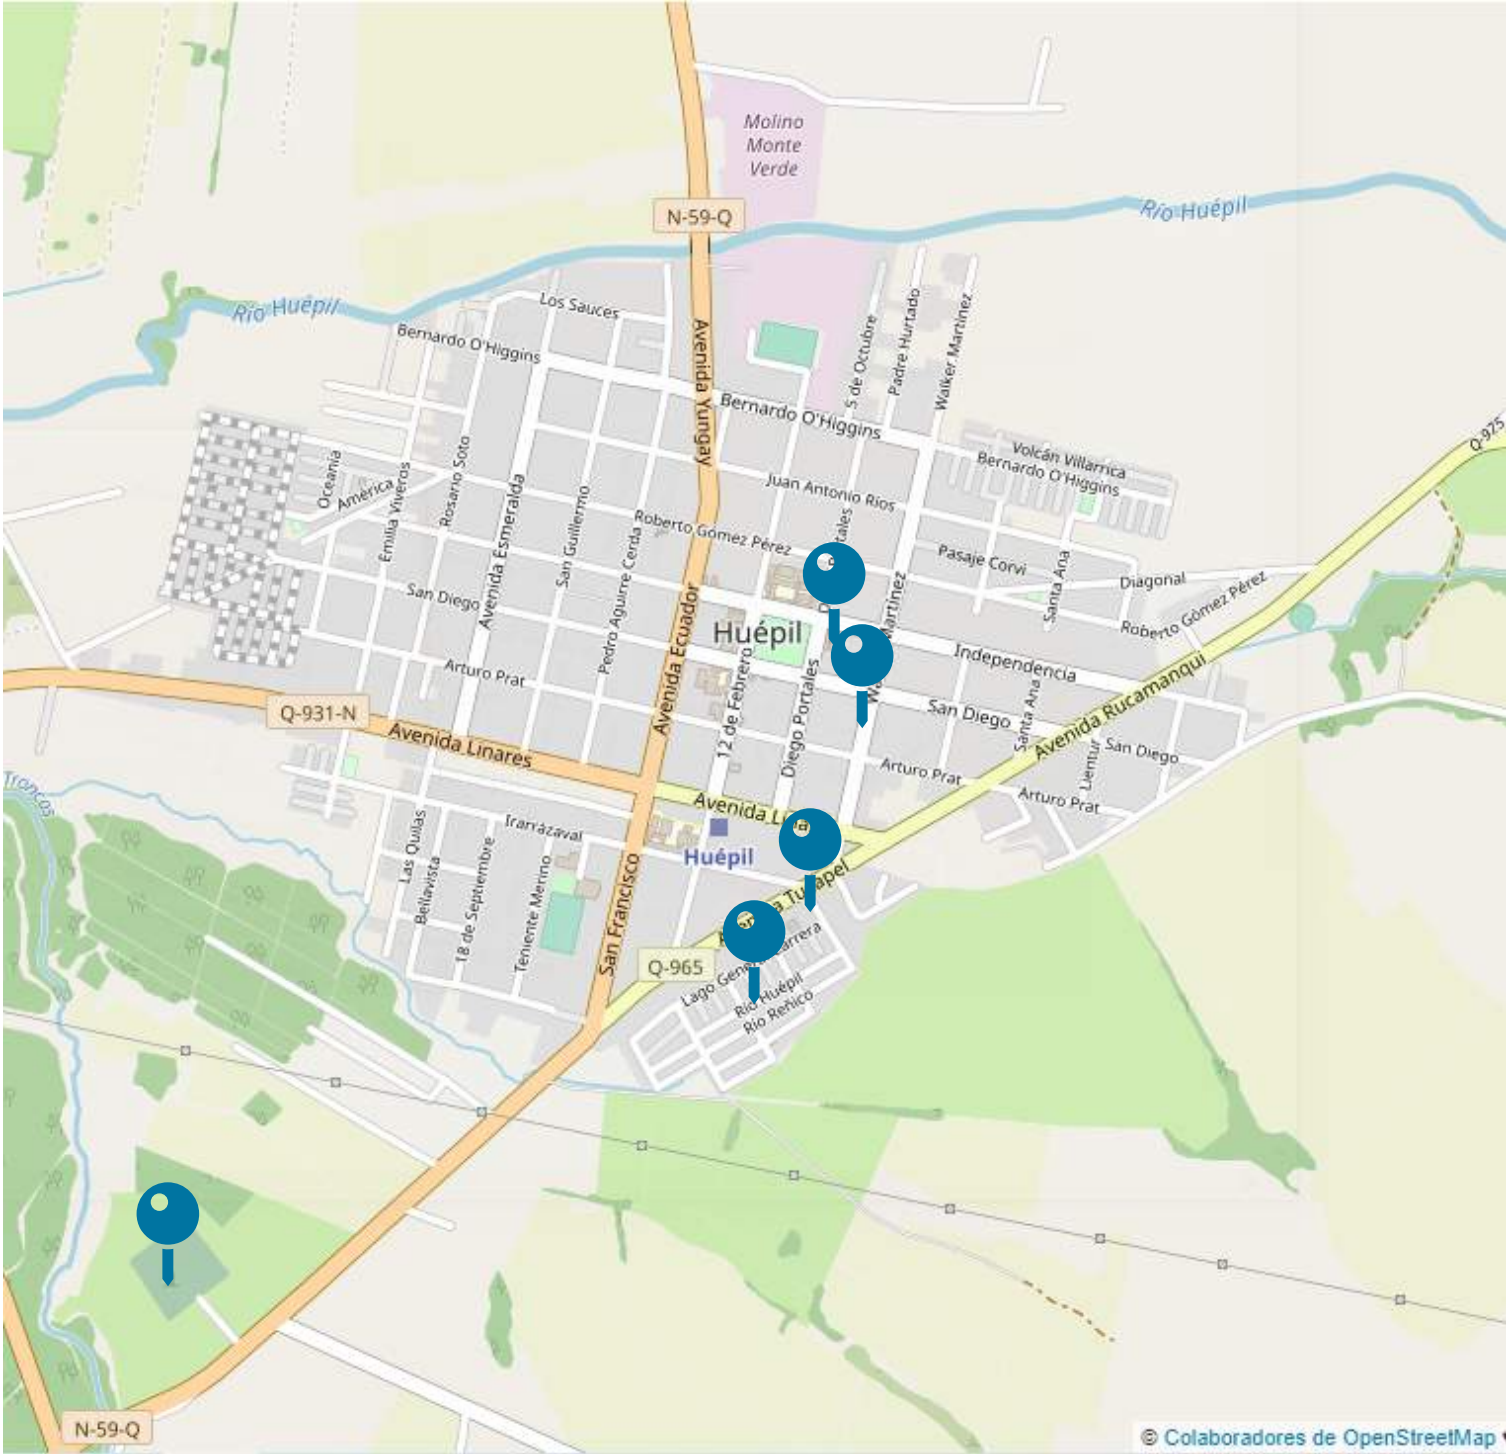 Molino
Monte
Verde
N-59-Q
Río Huépil
Río Huépil
Los Sauces
Bernardo O'Higgins
Avenida Yungay
5 de Octubre
Padre Hurtado
Walker Martínez
Bernardo O'Higgins
Q-925
Volcán Villarrica
Bernardo O'Higgins
Oceanía
América
Emilia Viveros
Rosario Soto
Avenida Esmeralda
San Guillermo
Juan Antonio Ríos
Roberto Gómez Pérez
Pedro Aguirre Cerda
Pasaje Corvi
Santa Ana
Diagonal
Roberto Gómez Pérez
San Diego
Avenida Ecuador
Huépil
Independencia
Arturo Prat
12 de Febrero
Diego Portales
San Diego
Santa Ana
Avenida Rucamanqui
San Diego
Q-931-N
Avenida Linares
Arturo Prat
Arturo Prat
Avenida
Irarrázaval
Huépil
Las Quilas
Bellavista
18 de Septiembre
Teniente Merino
San Francisco
Q-965
Lago General Carrera
Río Huépil
Río Reñico
N-59-Q
© Colaboradores de OpenStreetMap